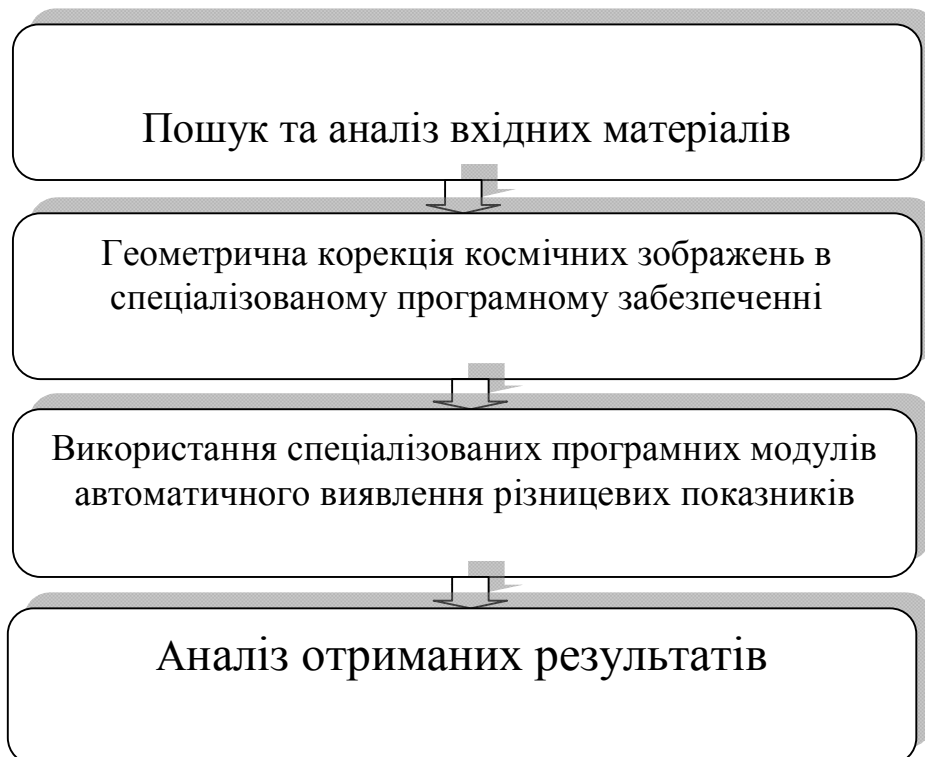 Пошук та аналіз вхідних матеріалів
Геометрична корекція космічних зображень в
спеціалізованому програмному забезпеченні
Використання спеціалізованих програмних модулів
автоматичного виявлення різницевих показників
Аналіз отриманих результатів